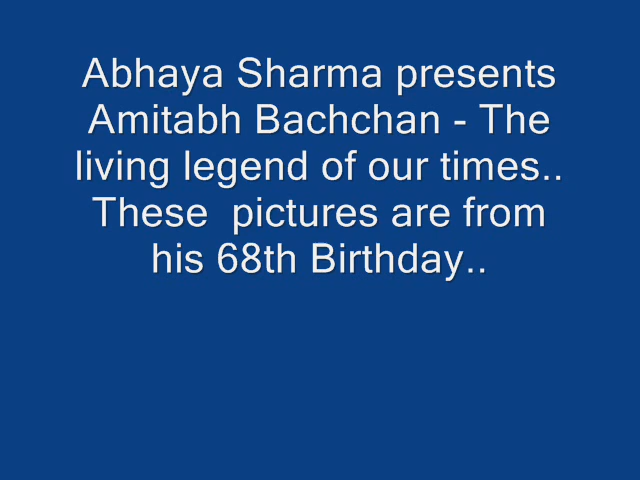 Abhaya Sharma presents
Amitabh Bachchan - The
living legend of our times..
These  pictures are from
his 68th Birthday..